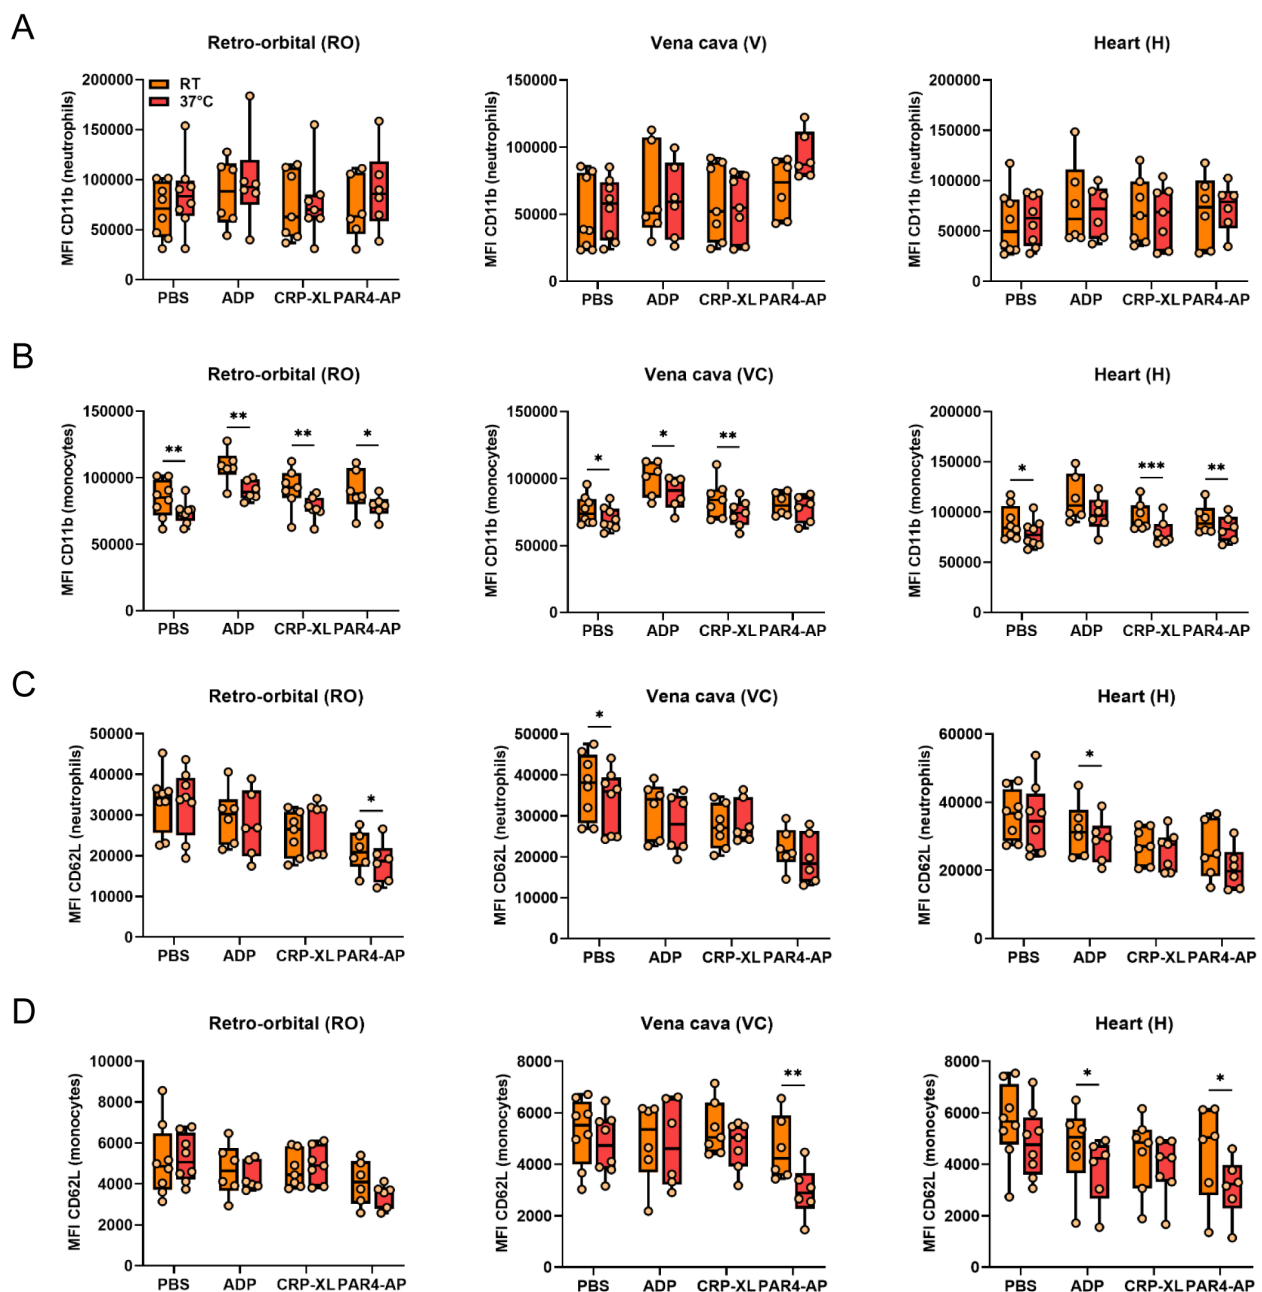 A
Retro-orbital (RO)
Vena cava (V)
Heart (H)
MFI CD11b (neutrophils)
200000
150000
100000
50000
0
RT
37°C
PBS
ADP
CRP-XL
PAR4-AP
MFI CD11b (neutrophils)
150000
100000
50000
0
PBS
ADP
CRP-XL
PAR4-AP
MFI CD11b (neutrophils)
200000
150000
100000
50000
0
PBS
ADP
CRP-XL
PAR4-AP
B
Retro-orbital (RO)
Vena cava (VC)
Heart (H)
MFI CD11b (monocytes)
150000
100000
50000
0
**
**
**
*
PBS
ADP
CRP-XL
PAR4-AP
MFI CD11b (monocytes)
150000
100000
50000
0
*
*
**
PBS
ADP
CRP-XL
PAR4-AP
MFI CD11b (monocytes)
200000
150000
100000
50000
0
*
***
**
PBS
ADP
CRP-XL
PAR4-AP
C
Retro-orbital (RO)
Vena cava (VC)
Heart (H)
MFI CD62L (neutrophils)
50000
40000
30000
20000
10000
0
*
PBS
ADP
CRP-XL
PAR4-AP
MFI CD62L (neutrophils)
50000
40000
30000
20000
10000
0
*
PBS
ADP
CRP-XL
PAR4-AP
MFI CD62L (neutrophils)
60000
40000
20000
0
*
PBS
ADP
CRP-XL
PAR4-AP
D
Retro-orbital (RO)
Vena cava (VC)
Heart (H)
MFI CD62L (monocytes)
10000
8000
6000
4000
2000
0
PBS
ADP
CRP-XL
PAR4-AP
MFI CD62L (monocytes)
8000
6000
4000
2000
0
**
PBS
ADP
CRP-XL
PAR4-AP
MFI CD62L (monocytes)
8000
6000
4000
2000
0
*
*
PBS
ADP
CRP-XL
PAR4-AP